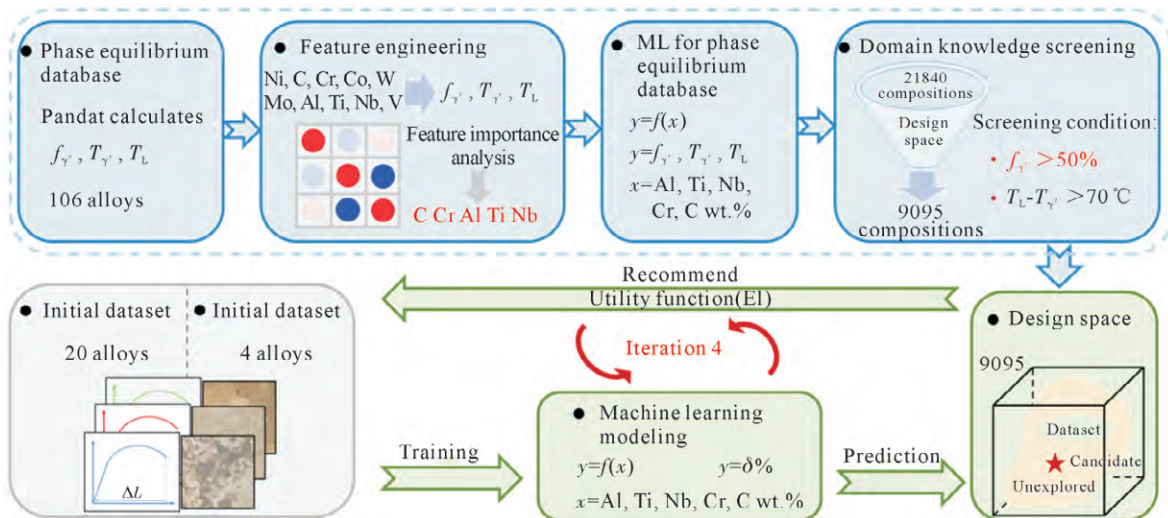 ● Phase equilibrium
database
Pandat calculates
f_γ′ , T_γ′ , T_L
106 alloys
● Feature engineering
Ni, C, Cr, Co, W
Mo, Al, Ti, Nb, V
f_γ′ , T_γ′ , T_L
Feature importance
analysis
C Cr Al Ti Nb
● ML for phase
equilibrium
database
y=f(x)
y=f_γ′ , T_γ′ , T_L
x=Al, Ti, Nb,
Cr, C wt.%
● Domain knowledge screening
21840
compositions
Design
space
9095
compositions
Screening condition:
• f_γ′ >50%
• T_L-T_γ′ >70 ℃
Recommend
Utility function(EI)
Iteration 4
● Initial dataset
20 alloys
● Initial dataset
4 alloys
ΔL
Training
● Machine learning
modeling
y=f(x) y=δ%
x=Al, Ti, Nb, Cr, C wt.%
Prediction
● Design space
9095
Dataset
Candidate
Unexplored